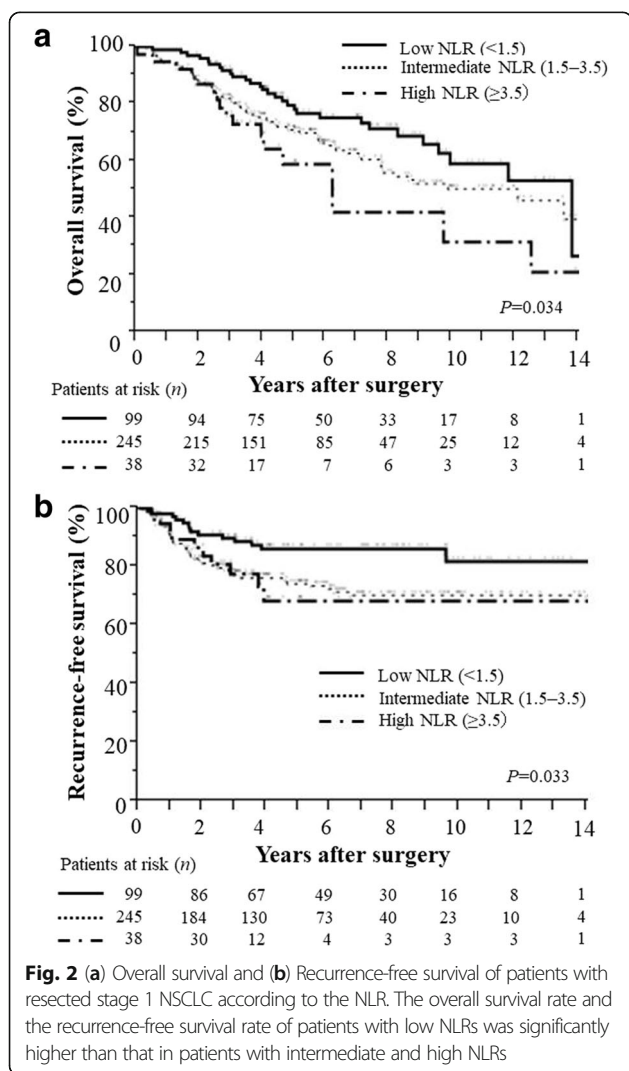 a
100
80
60
40
20
0
Overall survival (%)
Low NLR (<1.5)
Intermediate NLR (1.5–3.5)
High NLR (≥3.5)
P=0.034
0 2 4 6 8 10 12 14
Years after surgery
Patients at risk (n)
99 94 75 50 33 17 8 1
245 215 151 85 47 25 12 4
38 32 17 7 6 3 3 1
b
100
80
60
40
20
0
Recurrence-free survival (%)
Low NLR (<1.5)
Intermediate NLR (1.5–3.5)
High NLR (≥3.5)
P=0.033
0 2 4 6 8 10 12 14
Years after surgery
Patients at risk (n)
99 86 67 49 30 16 8 1
245 184 130 73 40 23 10 4
38 30 12 4 3 3 3 1
Fig. 2 (a) Overall survival and (b) Recurrence-free survival of patients with
resected stage 1 NSCLC according to the NLR. The overall survival rate and
the recurrence-free survival rate of patients with low NLRs was significantly
higher than that in patients with intermediate and high NLRs